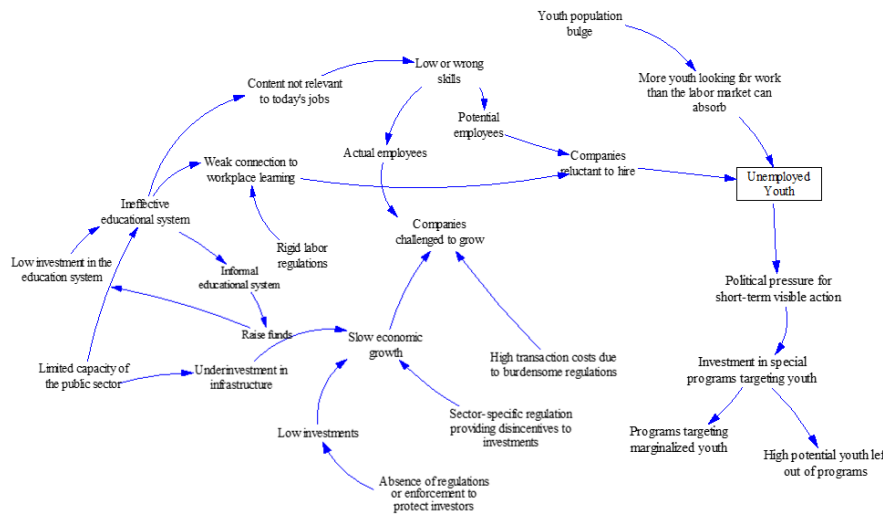 Youth population
bulge
More youth looking for work
than the labor market can
absorb
Low or wrong
skills
Content not relevant
to today's jobs
Potential
employees
Actual employees
Companies
reluctant to hire
Weak connection to
workplace learning
Unemployed
Youth
Ineffective
educational system
Companies
challenged to grow
Rigid labor
regulations
Low investment in the
education system
Informal
educational system
Political pressure for
short-term visible action
Raise funds
Slow economic
growth
Limited capacity of
the public sector
Underinvestment in
infrastructure
High transaction costs due
to burdensome regulations
Investment in special
programs targeting youth
Sector-specific regulation
providing disincentives to
investments
Low investments
Programs targeting
marginalized youth
High potential youth left
out of programs
Absence of regulations
or enforcement to
protect investors